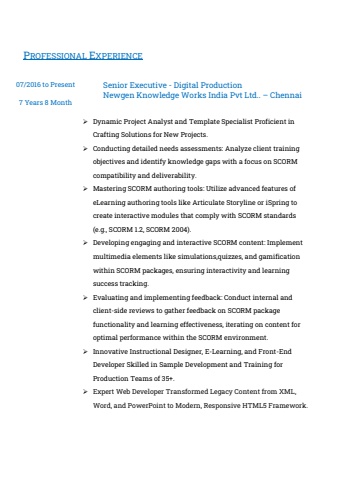 PROFESSIONAL EXPERIENCE
07/2016 to Present
7 Years 8 Month
Senior Executive - Digital Production
Newgen Knowledge Works India Pvt Ltd.. – Chennai
➢ Dynamic Project Analyst and Template Specialist Proficient in
Crafting Solutions for New Projects.
➢ Conducting detailed needs assessments: Analyze client training
objectives and identify knowledge gaps with a focus on SCORM
compatibility and deliverability.
➢ Mastering SCORM authoring tools: Utilize advanced features of
eLearning authoring tools like Articulate Storyline or iSpring to
create interactive modules that comply with SCORM standards
(e.g., SCORM 1.2, SCORM 2004).
➢ Developing engaging and interactive SCORM content: Implement
multimedia elements like simulations,quizzes, and gamification
within SCORM packages, ensuring interactivity and learning
success tracking.
➢ Evaluating and implementing feedback: Conduct internal and
client-side reviews to gather feedback on SCORM package
functionality and learning effectiveness, iterating on content for
optimal performance within the SCORM environment.
➢ Innovative Instructional Designer, E-Learning, and Front-End
Developer Skilled in Sample Development and Training for
Production Teams of 35+.
➢ Expert Web Developer Transformed Legacy Content from XML,
Word, and PowerPoint to Modern, Responsive HTML5 Framework.